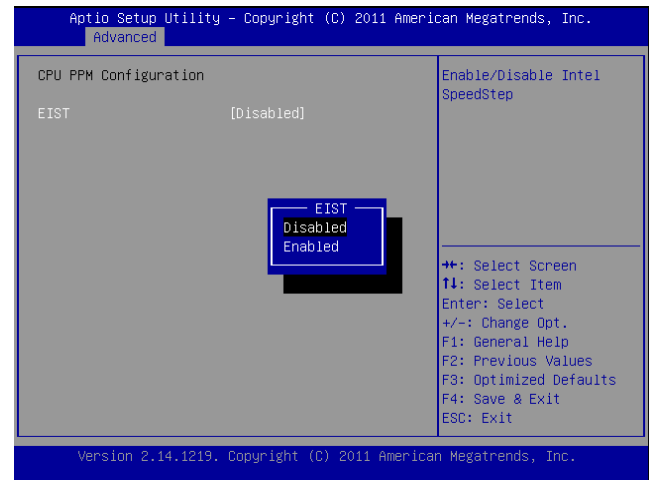 Aptio Setup Utility – Copyright (C) 2011 American Megatrends, Inc.
Advanced
CPU PPM Configuration
EIST [Disabled]
Enable/Disable Intel
SpeedStep
EIST
Disabled
Enabled
→←: Select Screen
↑↓: Select Item
Enter: Select
+/-: Change Opt.
F1: General Help
F2: Previous Values
F3: Optimized Defaults
F4: Save & Exit
ESC: Exit
Version 2.14.1219. Copyright (C) 2011 American Megatrends, Inc.